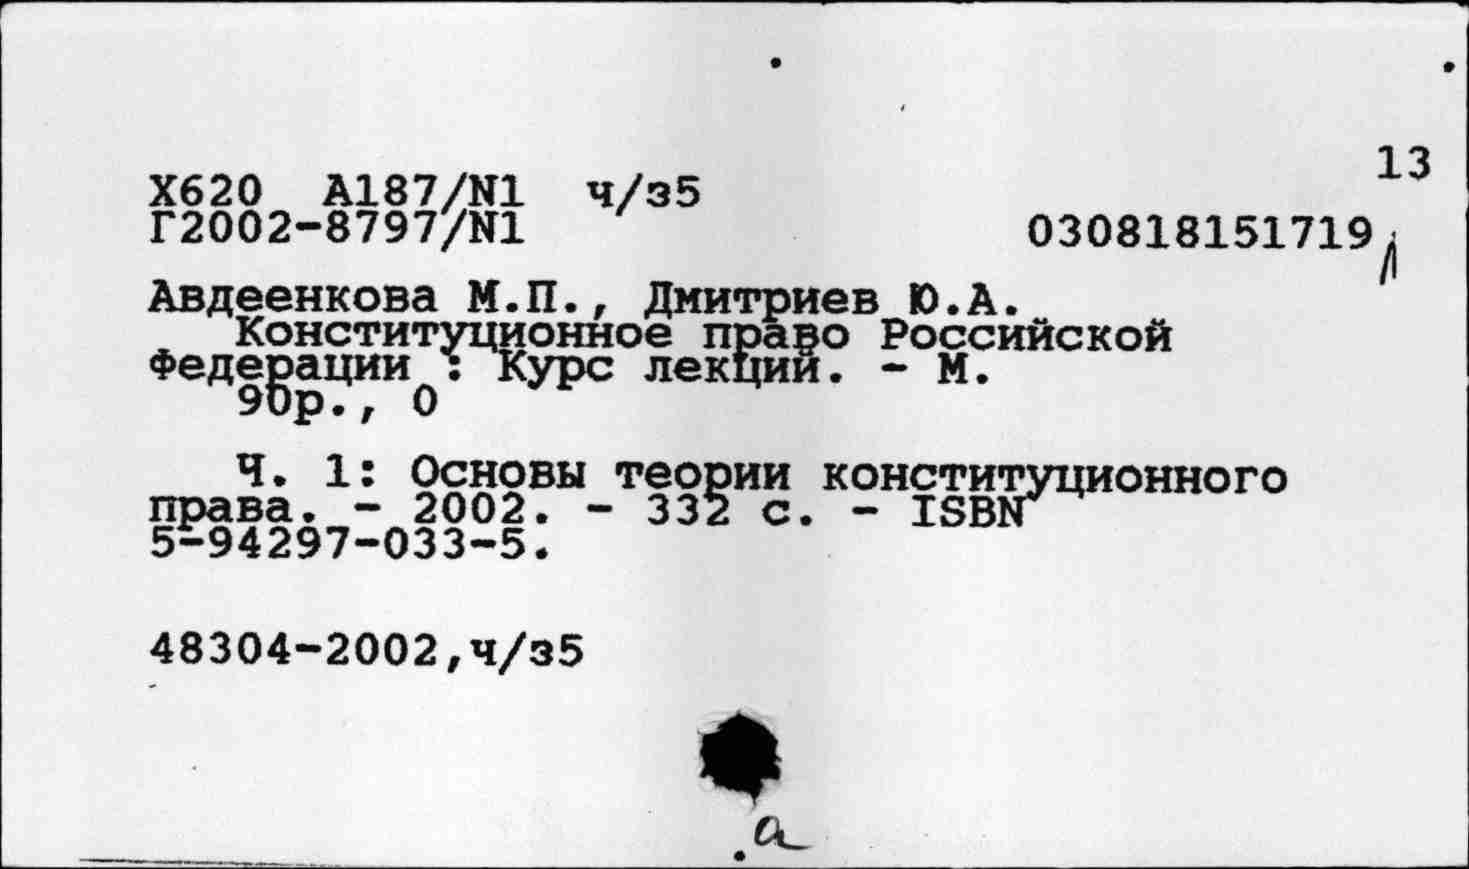 13
Х620 А187/N1 ч/з5
Г2002-8797/N1 030818151719
Авдеенкова М.П., Дмитриев Ю.А.
Конституционное право Российской
Федерации : Курс лекций. - М.
90р., 0
Ч. 1: Основы теории конституционного
права. - 2002. - 332 с. - ISBN
5-94297-033-5.
48304-2002,ч/з5
а